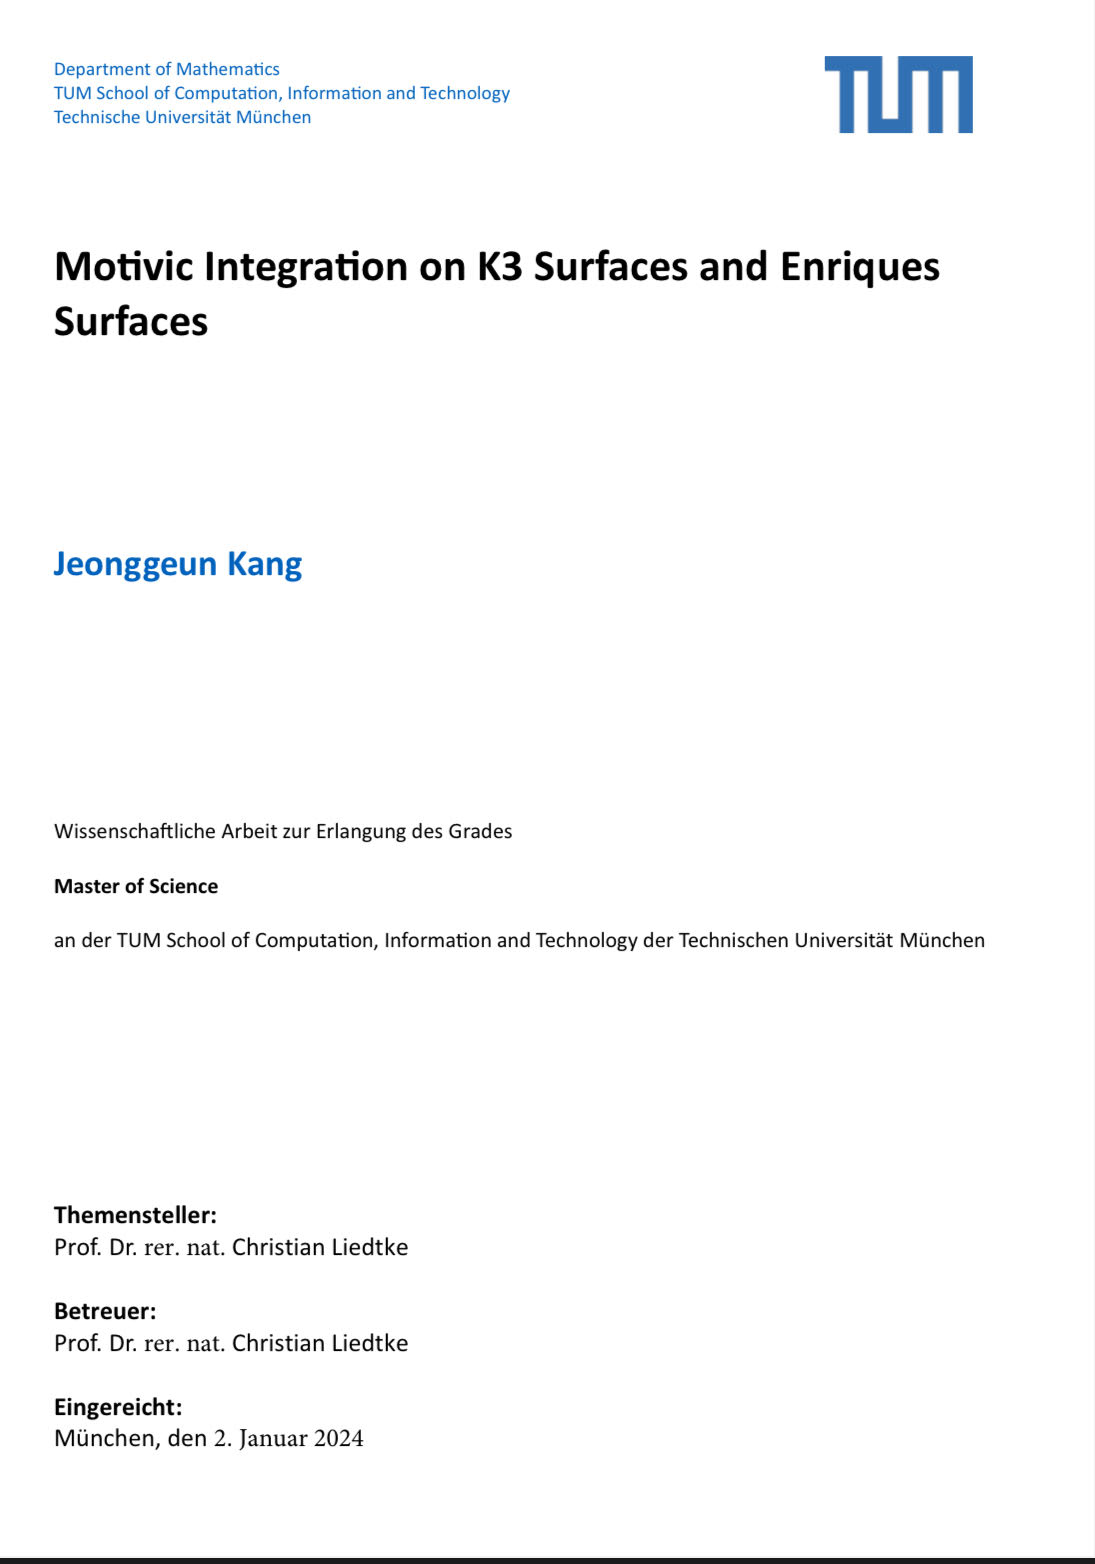 Department of Mathematics
TUM School of Computation, Information and Technology
Technische Universität München
TUM
Motivic Integration on K3 Surfaces and Enriques
Surfaces
Jeonggeun Kang
Wissenschaftliche Arbeit zur Erlangung des Grades
Master of Science
an der TUM School of Computation, Information and Technology der Technischen Universität München
Themensteller:
Prof. Dr. rer. nat. Christian Liedtke
Betreuer:
Prof. Dr. rer. nat. Christian Liedtke
Eingereicht:
München, den 2. Januar 2024